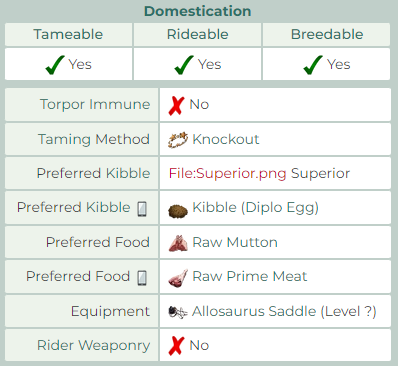 Domestication
Tameable Rideable Breedable
Yes Yes Yes
Torpor Immune No
Taming Method Knockout
Preferred Kibble File:Superior.png Superior
Preferred Kibble Kibble (Diplo Egg)
Preferred Food Raw Mutton
Preferred Food Raw Prime Meat
Equipment Allosaurus Saddle (Level ?)
Rider Weaponry No